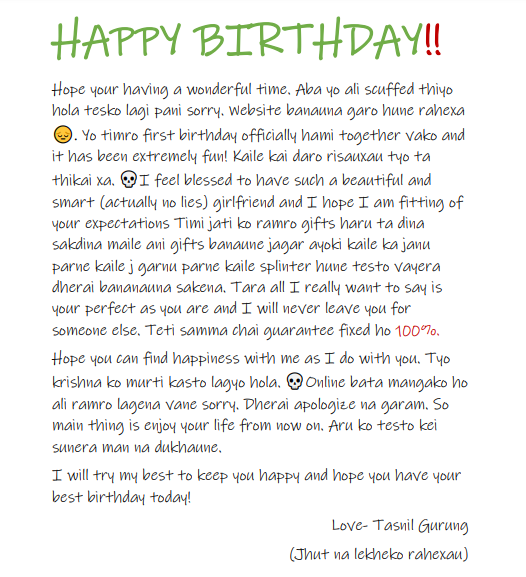 HAPPY BIRTHDAY!!
Hope your having a wonderful time. Aba yo ali scuffed thiyo
hola tesko lagi pani sorry. Website banauna garo hune rahexa
😔. Yo timro first birthday officially hami together vako and
it has been extremely fun! Kaile kai daro risauxau tyo ta
thikai xa. 💀I feel blessed to have such a beautiful and
smart (actually no lies) girlfriend and I hope I am fitting of
your expectations Timi jati ko ramro gifts haru ta dina
sakdina maile ani gifts banaune jagar ayoki kaile ka janu
parne kaile j garnu parne kaile splinter hune testo vayera
dherai bananauna sakena. Tara all I really want to say is
your perfect as you are and I will never leave you for
someone else. Teti samma chai guarantee fixed ho 100%.
Hope you can find happiness with me as I do with you. Tyo
krishna ko murti kasto lagyo hola. 💀Online bata mangako ho
ali ramro lagena vane sorry. Dherai apologize na garam. So
main thing is enjoy your life from now on. Aru ko testo kei
sunera man na dukhaune.
I will try my best to keep you happy and hope you have your
best birthday today!
Love- Tasnil Gurung
(Jhut na lekheko rahexau)